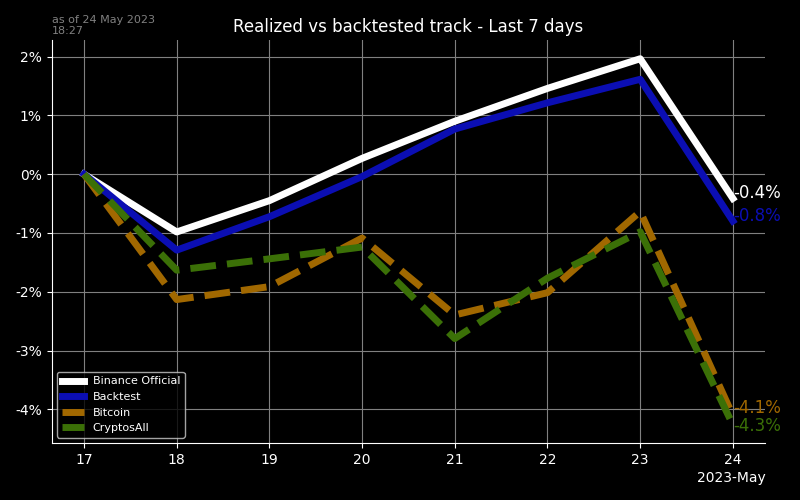 as of 24 May 2023
18:27
Realized vs backtested track - Last 7 days
2%
1%
0%
-1%
-2%
-3%
-4%
-0.4%
-0.8%
-4.1%
-4.3%
Binance Official
Backtest
Bitcoin
CryptosAll
17 18 19 20 21 22 23 24
2023-May